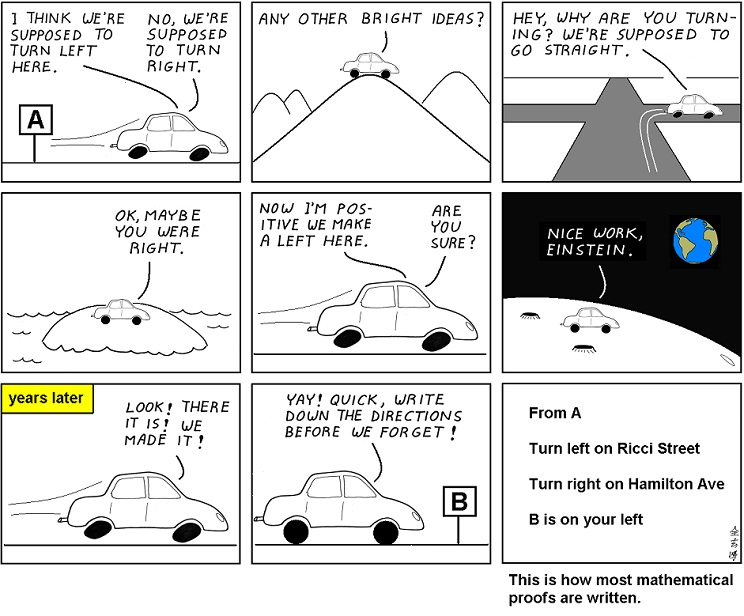 I THINK WE'RE
SUPPOSED TO
TURN LEFT
HERE.
NO, WE'RE
SUPPOSED
TO TURN
RIGHT.
A
ANY OTHER BRIGHT IDEAS?
HEY, WHY ARE YOU TURN-
ING? WE'RE SUPPOSED TO
GO STRAIGHT.
OK, MAYBE
YOU WERE
RIGHT.
NOW I'M POS-
ITIVE WE MAKE
A LEFT HERE.
ARE
YOU
SURE?
NICE WORK,
EINSTEIN.
years later
LOOK! THERE
IT IS! WE
MADE IT!
YAY! QUICK, WRITE
DOWN THE DIRECTIONS
BEFORE WE FORGET!
B
From A
Turn left on Ricci Street
Turn right on Hamilton Ave
B is on your left
This is how most mathematical
proofs are written.